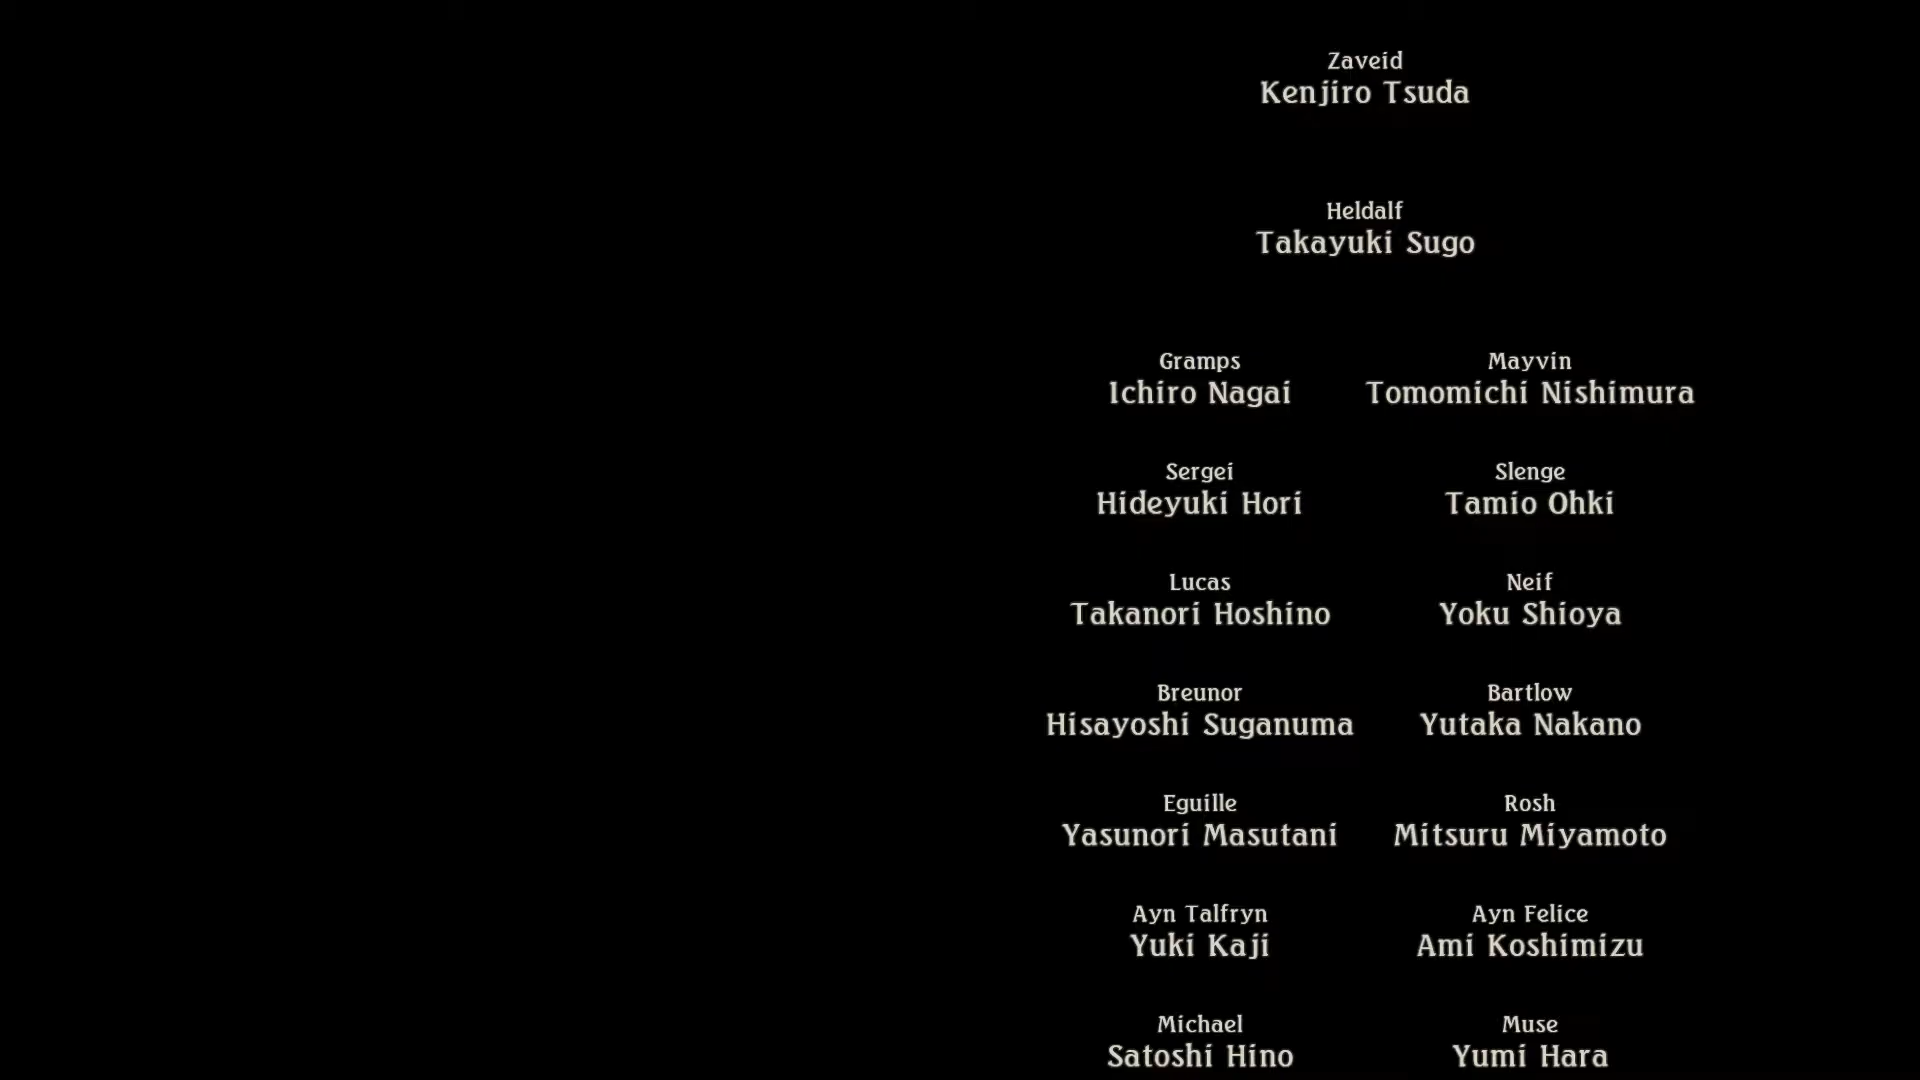 Zaveid
Kenjiro Tsuda
Heldalf
Takayuki Sugo
Gramps
Ichiro Nagai
Mayvin
Tomomichi Nishimura
Sergei
Hideyuki Hori
Slenge
Tamio Ohki
Lucas
Takanori Hoshino
Neif
Yoku Shioya
Breunor
Hisayoshi Suganuma
Bartlow
Yutaka Nakano
Eguille
Yasunori Masutani
Rosh
Mitsuru Miyamoto
Ayn Talfryn
Yuki Kaji
Ayn Felice
Ami Koshimizu
Michael
Satoshi Hino
Muse
Yumi Hara